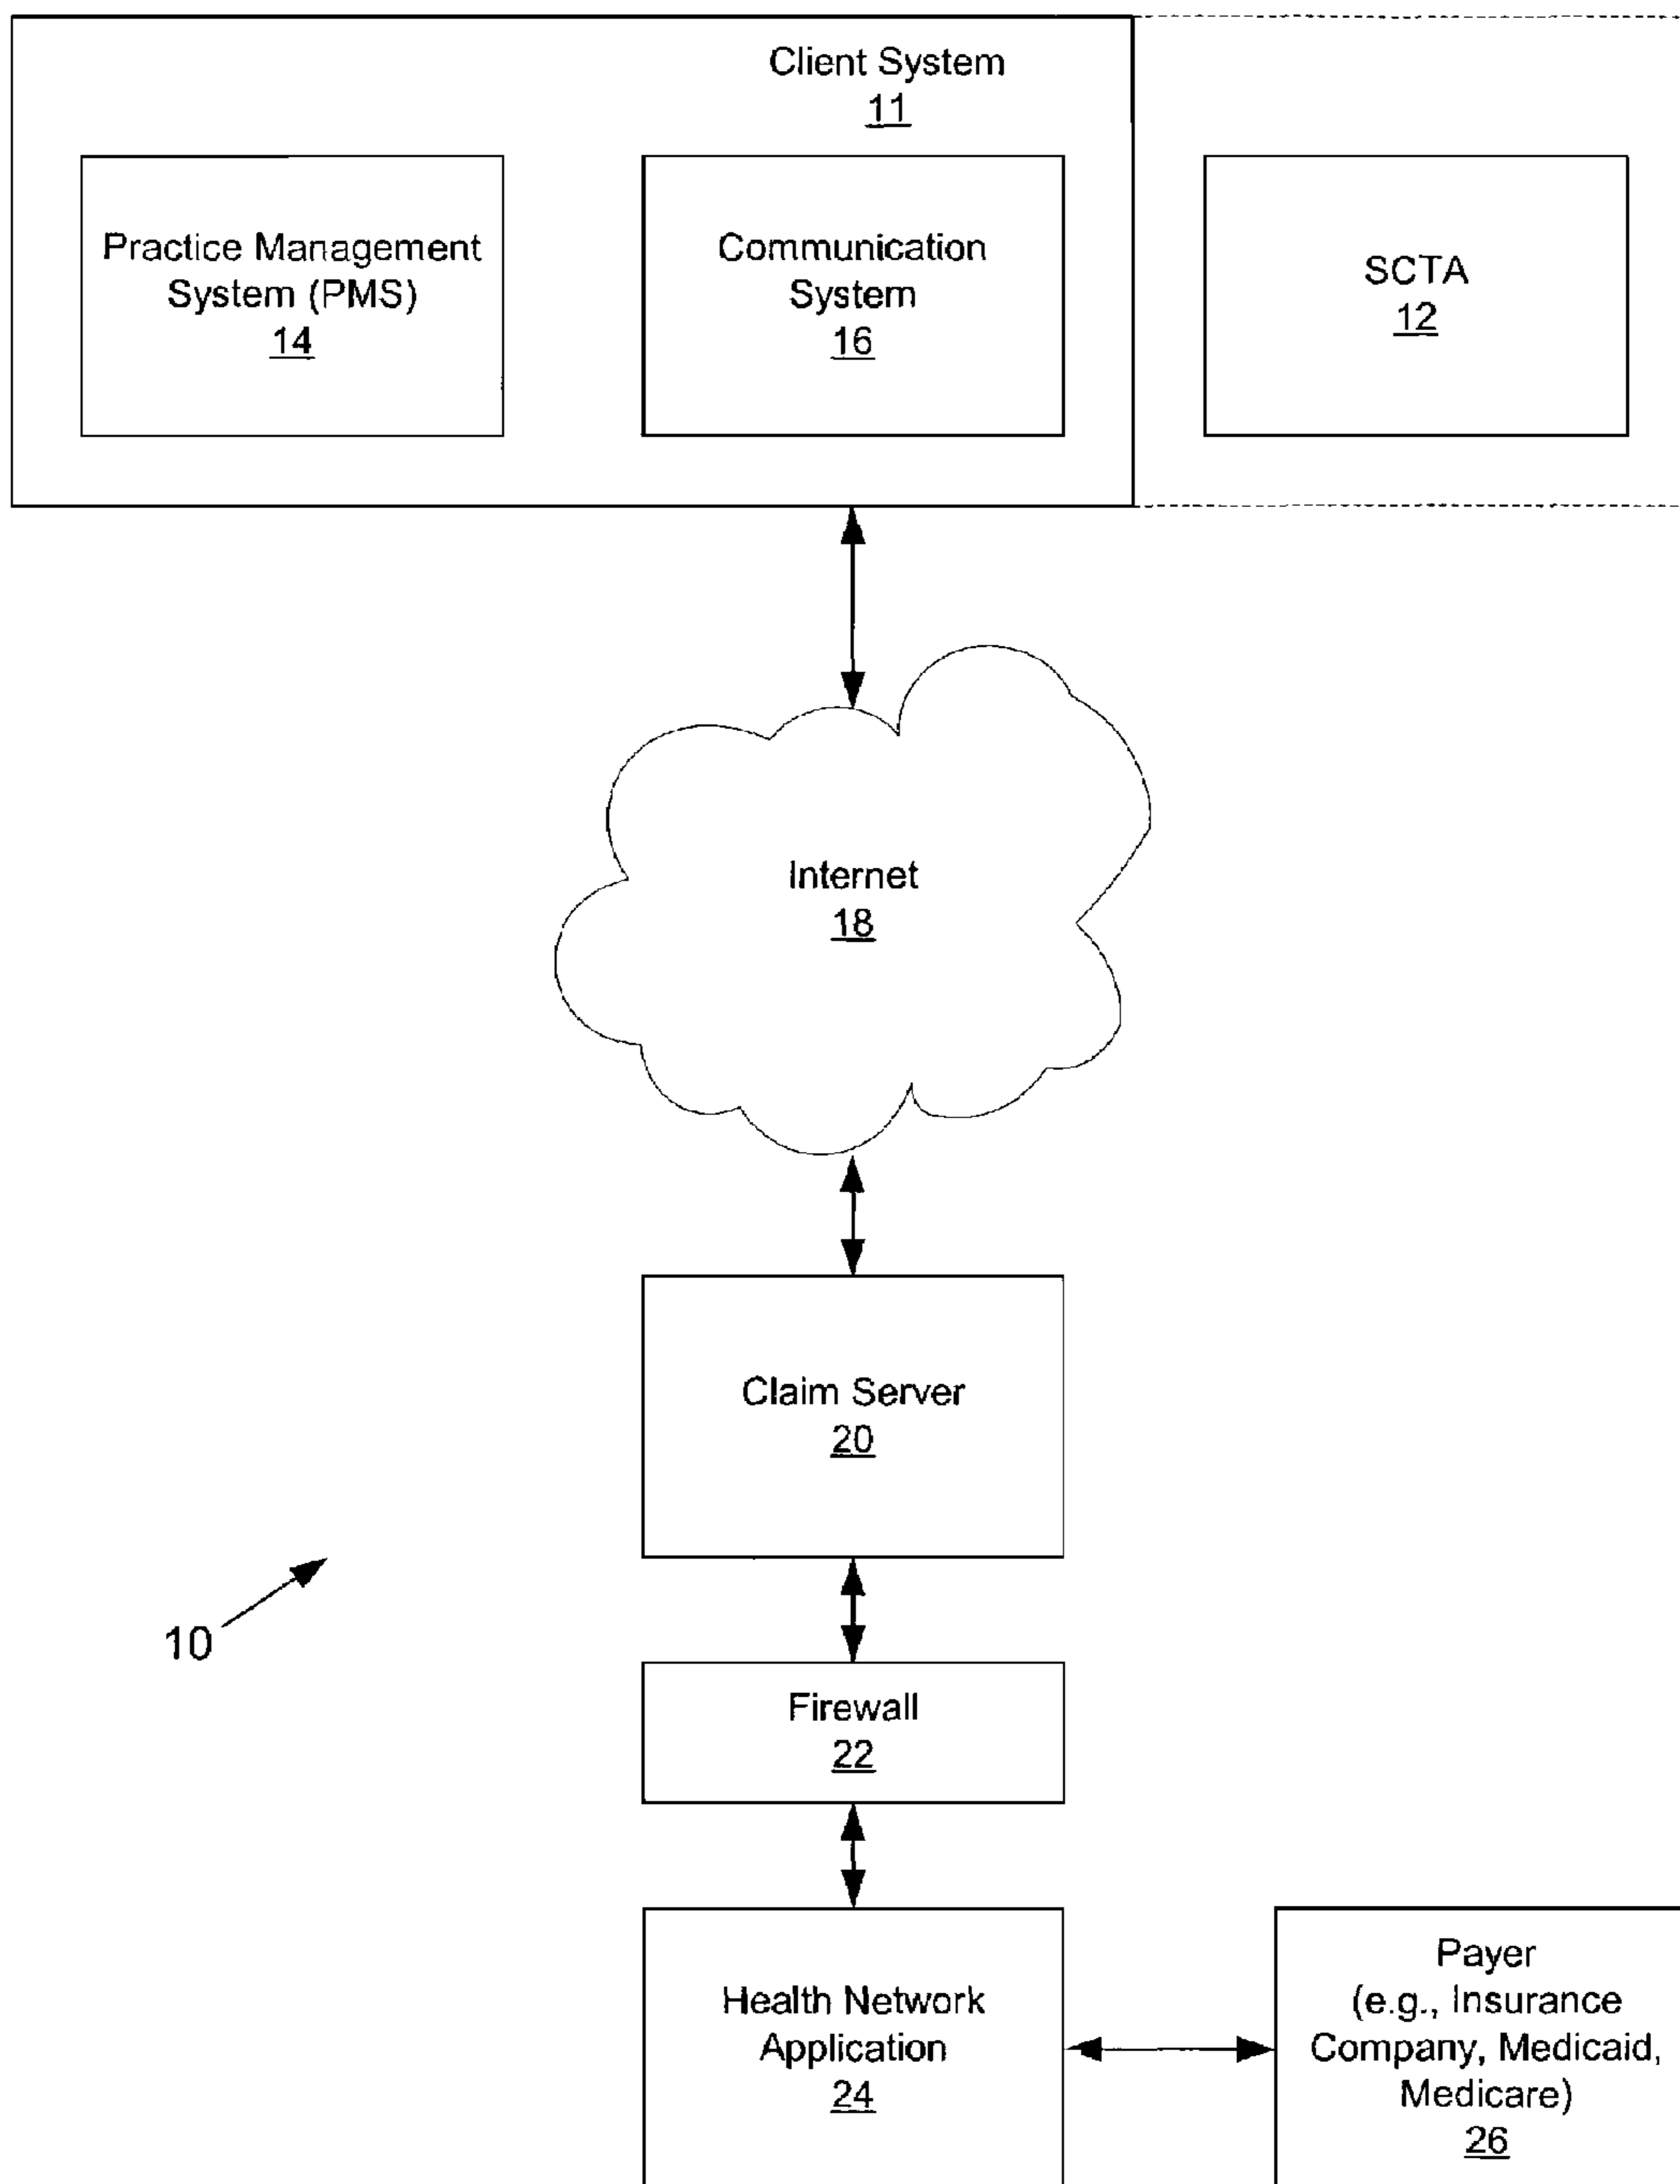 Client System
11
Practice Management
System (PMS)
14
Communication
System
16
SCTA
12
Internet
18
Claim Server
20
10
Firewall
22
Health Network
Application
24
Payer
(e.g., Insurance
Company, Medicaid,
Medicare)
26